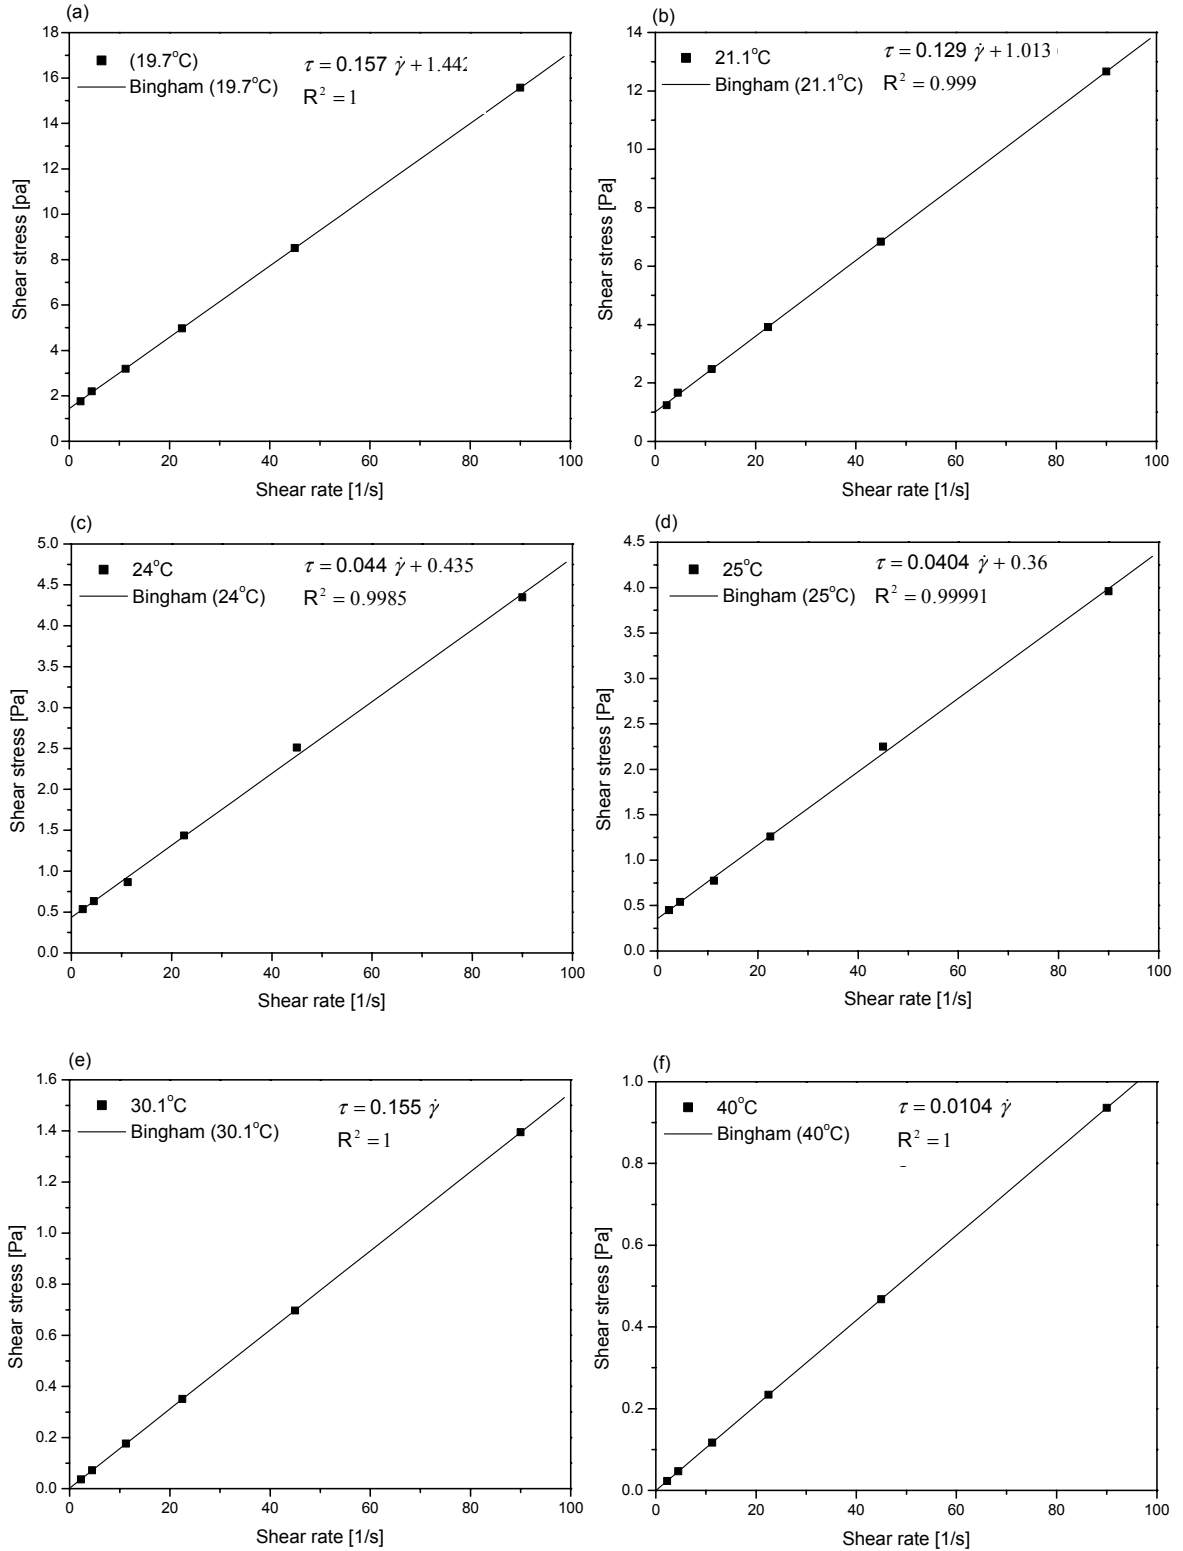 (a)
18
16
14
12
10
8
6
4
2
0
Shear stress [pa]
(19.7°C)
Bingham (19.7°C)
τ = 0.157 γ̇ + 1.442
R² = 1
0 20 40 60 80 100
Shear rate [1/s]
(b)
14
12
10
8
6
4
2
0
Shear stress [Pa]
21.1°C
Bingham (21.1°C)
τ = 0.129 γ̇ + 1.013
R² = 0.999
0 20 40 60 80 100
Shear rate [1/s]
(c)
5.0
4.5
4.0
3.5
3.0
2.5
2.0
1.5
1.0
0.5
0.0
Shear stress [Pa]
24°C
Bingham (24°C)
τ = 0.044 γ̇ + 0.435
R² = 0.9985
0 20 40 60 80 100
Shear rate [1/s]
(d)
4.5
4.0
3.5
3.0
2.5
2.0
1.5
1.0
0.5
0.0
Shear stress [Pa]
25°C
Bingham (25°C)
τ = 0.0404 γ̇ + 0.36
R² = 0.99991
0 20 40 60 80 100
Shear rate [1/s]
(e)
1.6
1.4
1.2
1.0
0.8
0.6
0.4
0.2
0.0
Shear stress [Pa]
30.1°C
Bingham (30.1°C)
τ = 0.155 γ̇
R² = 1
0 20 40 60 80 100
Shear rate [1/s]
(f)
1.0
0.8
0.6
0.4
0.2
0.0
Shear stress [Pa]
40°C
Bingham (40°C)
τ = 0.0104 γ̇
R² = 1
0 20 40 60 80 100
Shear rate [1/s]